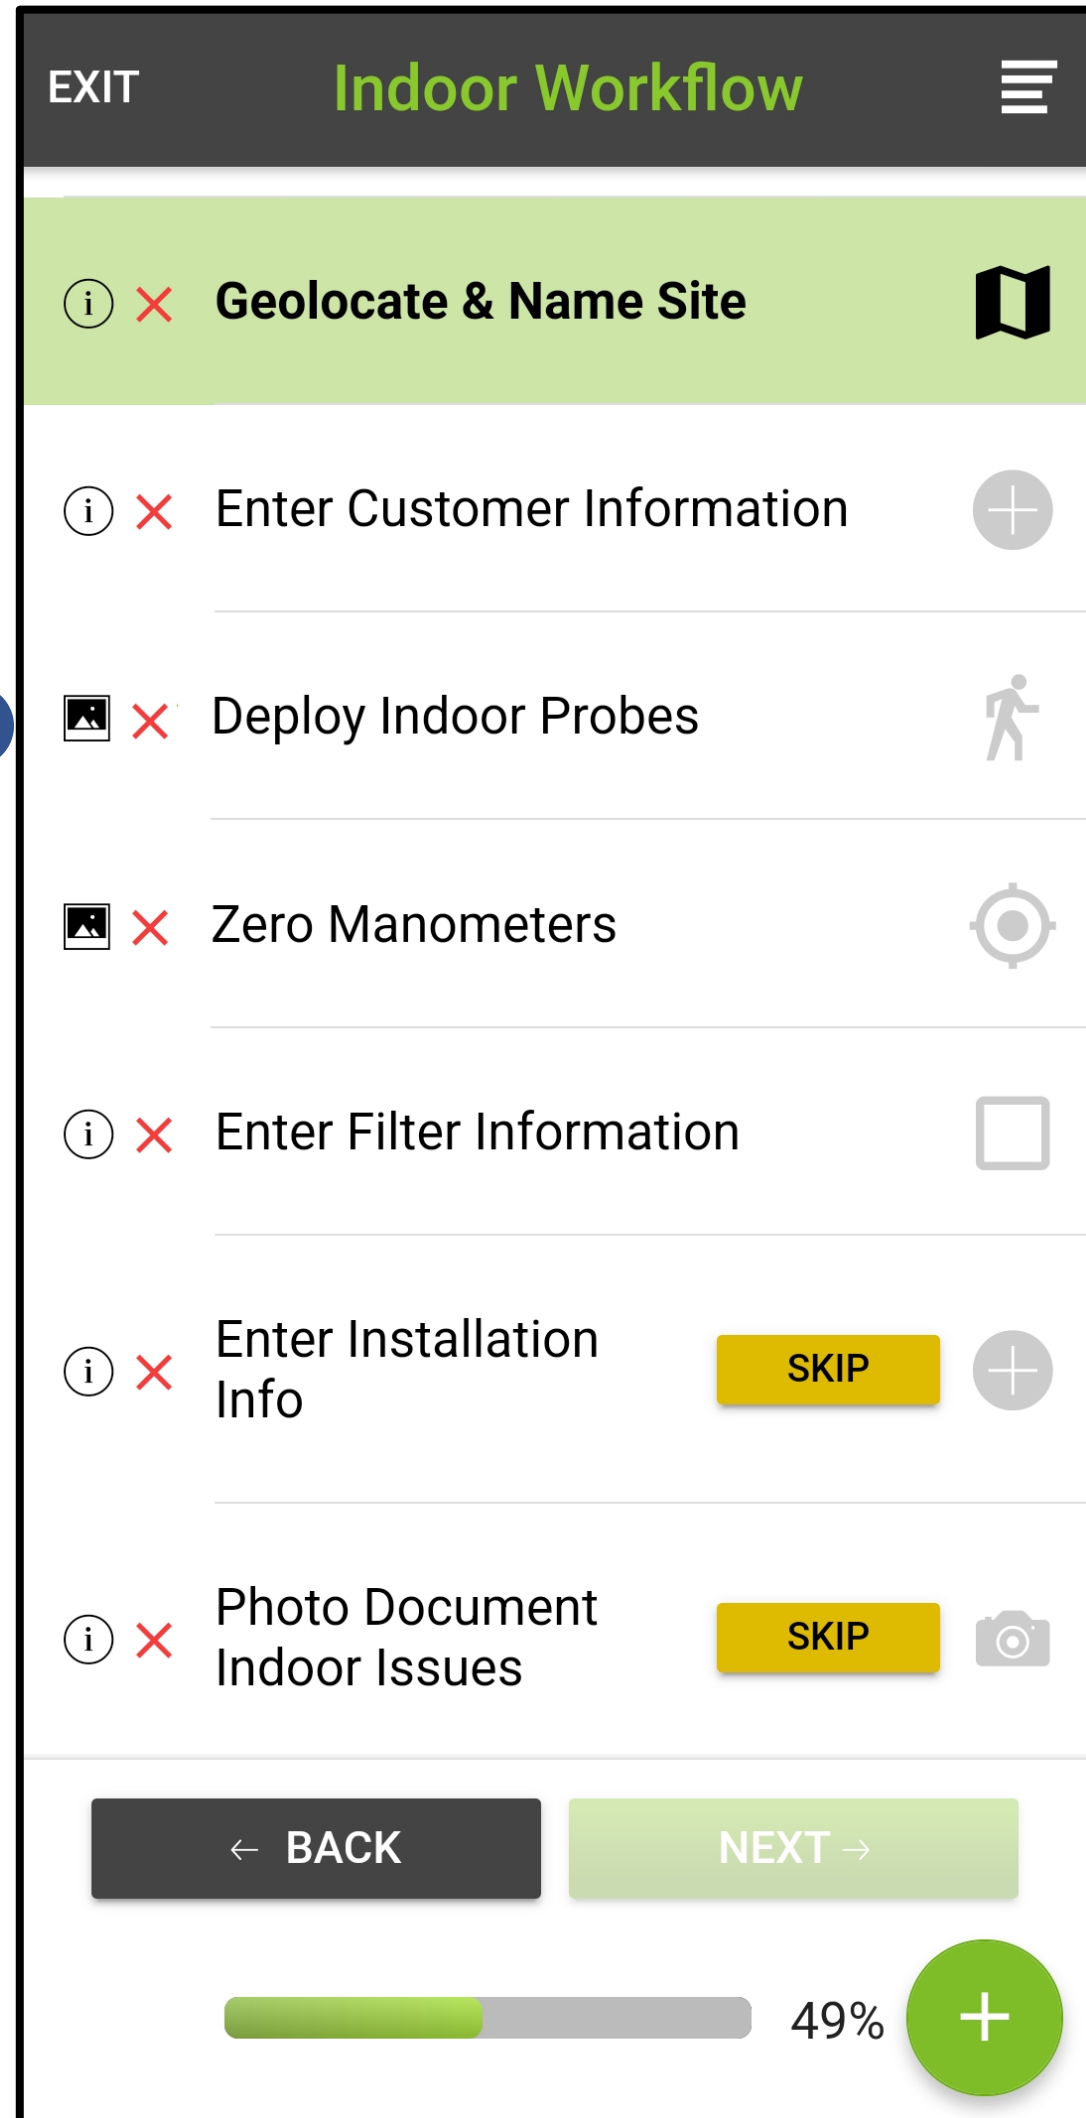 EXIT
Indoor Workflow
i
Geolocate & Name Site
i
Enter Customer Information
Deploy Indoor Probes
Zero Manometers
i
Enter Filter Information
i
Enter Installation
Info
SKIP
i
Photo Document
Indoor Issues
SKIP
← BACK
NEXT →
49%
+